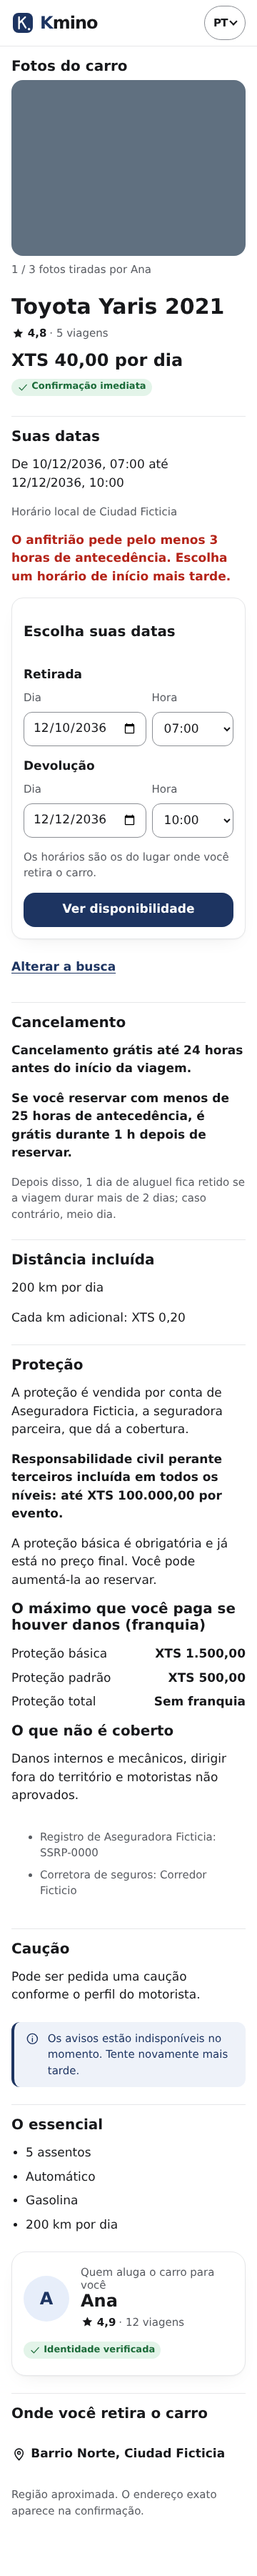 Kmino
PT
Fotos do carro
1 / 3 fotos tiradas por Ana
Toyota Yaris 2021
★ 4,8 · 5 viagens
XTS 40,00 por dia
Confirmação imediata
Suas datas
De 10/12/2036, 07:00 até
12/12/2036, 10:00
Horário local de Ciudad Ficticia
O anfitrião pede pelo menos 3
horas de antecedência. Escolha
um horário de início mais tarde.
Escolha suas datas
Retirada
Dia Hora
12/10/2036 07:00
Devolução
Dia Hora
12/12/2036 10:00
Os horários são os do lugar onde você
retira o carro.
Ver disponibilidade
Alterar a busca
Cancelamento
Cancelamento grátis até 24 horas
antes do início da viagem.
Se você reservar com menos de
25 horas de antecedência, é
grátis durante 1 h depois de
reservar.
Depois disso, 1 dia de aluguel fica retido se
a viagem durar mais de 2 dias; caso
contrário, meio dia.
Distância incluída
200 km por dia
Cada km adicional: XTS 0,20
Proteção
A proteção é vendida por conta de
Aseguradora Ficticia, a seguradora
parceira, que dá a cobertura.
Responsabilidade civil perante
terceiros incluída em todos os
níveis: até XTS 100.000,00 por
evento.
A proteção básica é obrigatória e já
está no preço final. Você pode
aumentá-la ao reservar.
O máximo que você paga se
houver danos (franquia)
Proteção básica XTS 1.500,00
Proteção padrão XTS 500,00
Proteção total Sem franquia
O que não é coberto
Danos internos e mecânicos, dirigir
fora do território e motoristas não
aprovados.
• Registro de Aseguradora Ficticia:
SSRP-0000
• Corretora de seguros: Corredor
Ficticio
Caução
Pode ser pedida uma caução
conforme o perfil do motorista.
Os avisos estão indisponíveis no
momento. Tente novamente mais
tarde.
O essencial
• 5 assentos
• Automático
• Gasolina
• 200 km por dia
A
Quem aluga o carro para
você
Ana
★ 4,9 · 12 viagens
Identidade verificada
Onde você retira o carro
Barrio Norte, Ciudad Ficticia
Região aproximada. O endereço exato
aparece na confirmação.